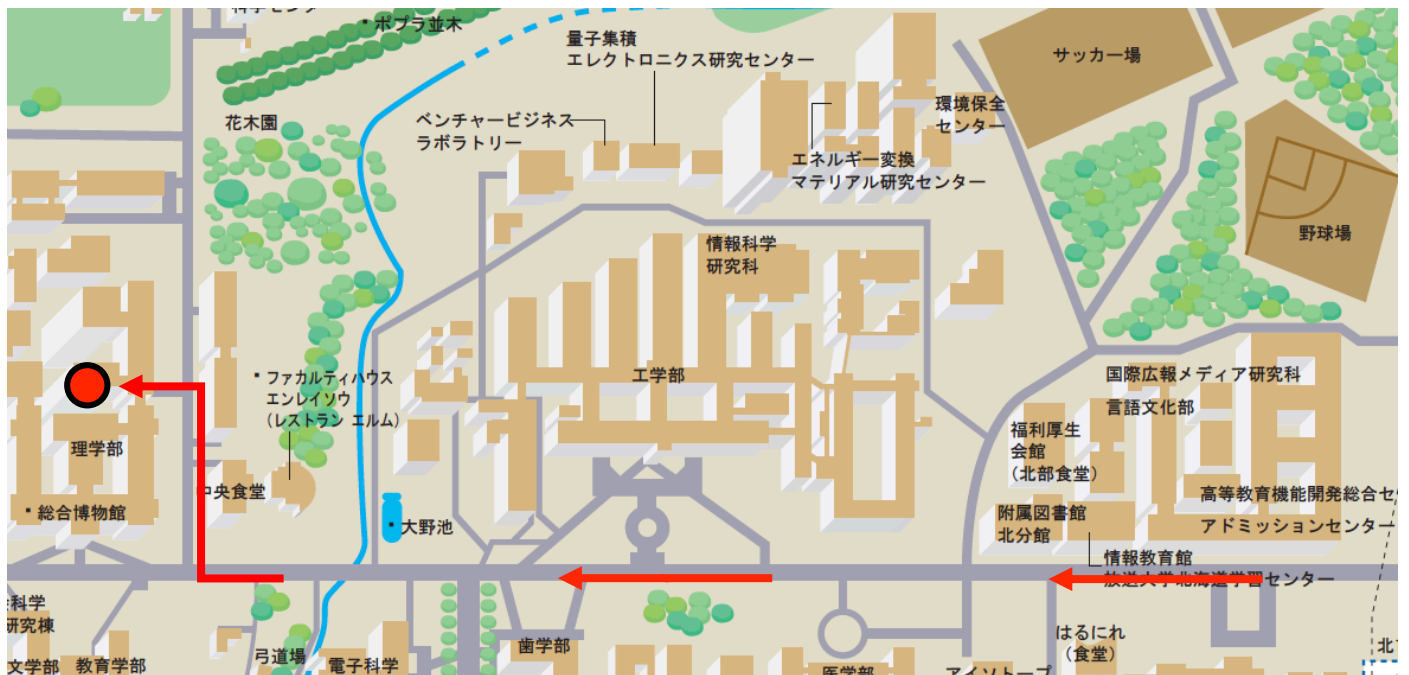 ポプラ並木
量子集積
エレクトロニクス研究センター
サッカー場
花木園
ベンチャービジネス
ラボラトリー
環境保全
センター
エネルギー変換
マテリアル研究センター
野球場
情報科学
研究科
工学部
ファカルティハウス
エンレイソウ
(レストラン エルム)
国際広報メディア研究科
言語文化部
福利厚生
会館
(北部食堂)
理学部
中央食堂
総合博物館
大野池
高等教育機能開発総合セ
アドミッションセンター
附属図書館
北分館
情報教育館
放送大学北海道学習センター
科学
研究棟
文学部
教育学部
弓道場
電子科学
歯学部
医学部
アイソトープ
はるにれ
(食堂)
北